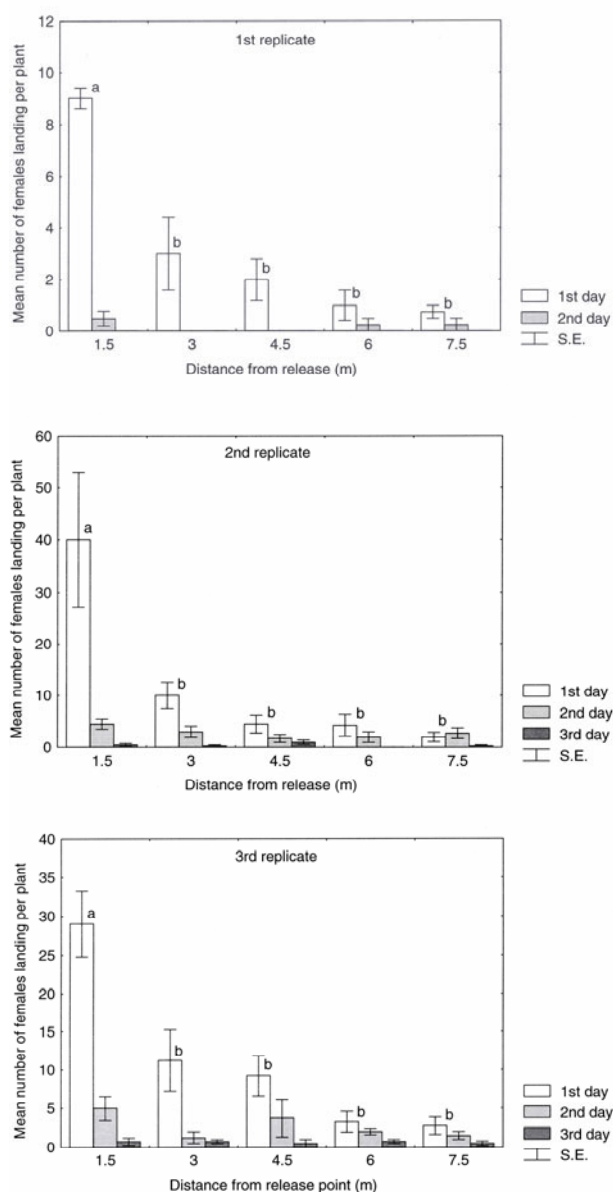 1st replicate
Mean number of females landing per plant
12
10
8
6
4
2
0
a
b
b
b
b
1.5 3 4.5 6 7.5
Distance from release (m)
1st day
2nd day
S.E.
2nd replicate
Mean number of females landing per plant
60
50
40
30
20
10
0
a
b
b
b
b
1.5 3 4.5 6 7.5
Distance from release (m)
1st day
2nd day
3rd day
S.E.
3rd replicate
Mean number of females landing per plant
40
35
30
25
20
15
10
5
0
a
b
b
b
b
1.5 3 4.5 6 7.5
Distance from release point (m)
1st day
2nd day
3rd day
S.E.